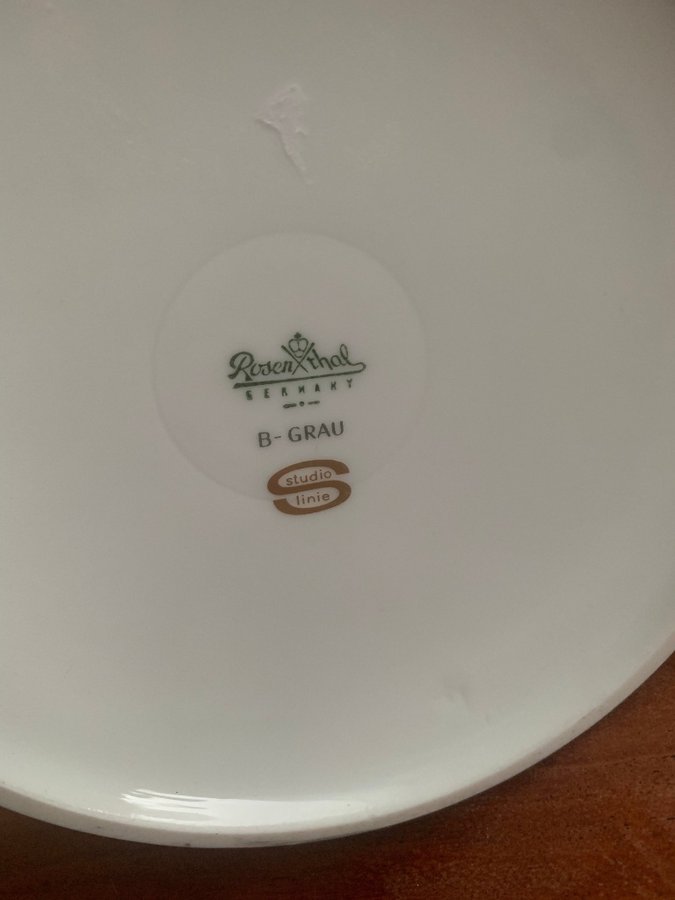 Rosenthal
GERMANY
B-GRAU
studio
linie